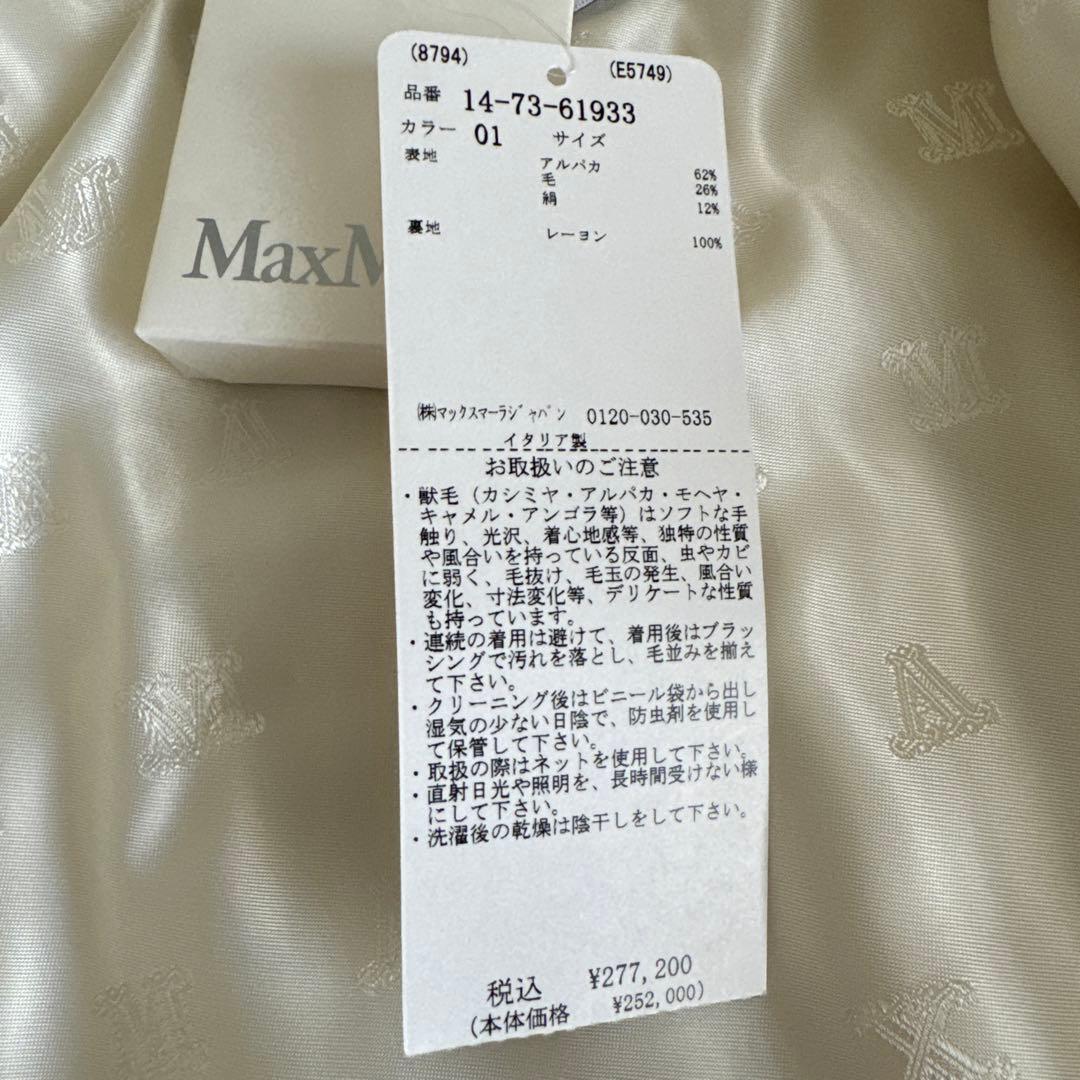 (8794)
(E5749)
品番 14-73-61933
カラー 01 サイズ
表地 アルパカ 62%
毛 26%
絹 12%
裏地 レーヨン 100%
MaxM
㈱マックスマーラジャパン 0120-030-535
イタリア製
お取扱いのご注意
・獣毛（カシミヤ・アルパカ・モヘヤ・
キャメル・アンゴラ等）はソフトな手
触り、光沢、着心地感等、独特の性質
や風合いを持っている反面、虫やカビ
に弱く、毛抜け、毛玉の発生、風合い
変化、寸法変化等、デリケートな性質
も持っています。
・連続の着用は避けて、着用後はブラッ
シングで汚れを落とし、毛並みを揃え
て下さい。
・クリーニング後はビニール袋から出し
湿気の少ない日陰で、防虫剤を使用し
て保管して下さい。
・取扱の際はネットを使用して下さい。
・直射日光や照明を、長時間受けない様
にして下さい。
・洗濯後の乾燥は陰干しをして下さい。
税込 ¥277,200
(本体価格 ¥252,000)